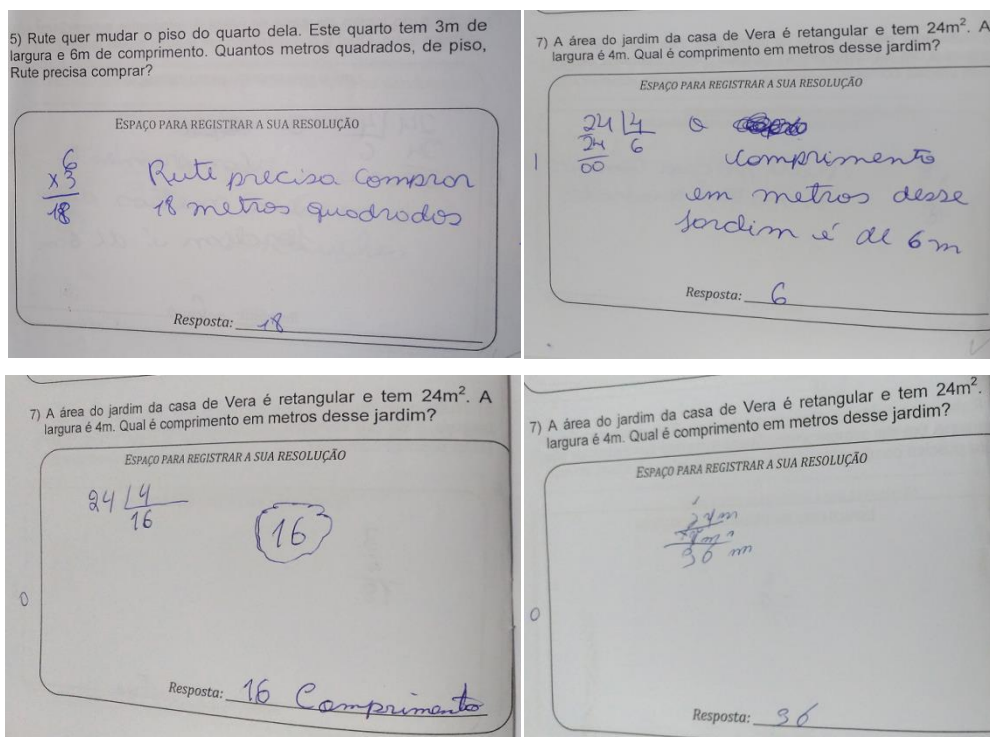 5) Rute quer mudar o piso do quarto dela. Este quarto tem 3m de
largura e 6m de comprimento. Quantos metros quadrados, de piso,
Rute precisa comprar?
ESPAÇO PARA REGISTRAR A SUA RESOLUÇÃO
6
x 3
18
Rute precisa compror
18 metros quodrodos
Resposta: 18
7) A área do jardim da casa de Vera é retangular e tem 24m². A
largura é 4m. Qual é comprimento em metros desse jardim?
ESPAÇO PARA REGISTRAR A SUA RESOLUÇÃO
24 4
24 6
00
1
o
comprimento
em metros desse
jordim é de 6m
Resposta: 6
7) A área do jardim da casa de Vera é retangular e tem 24m². A
largura é 4m. Qual é comprimento em metros desse jardim?
ESPAÇO PARA REGISTRAR A SUA RESOLUÇÃO
24 4
16
16
0
Resposta: 16 Comprimento
7) A área do jardim da casa de Vera é retangular e tem 24m².
largura é 4m. Qual é comprimento em metros desse jardim?
ESPAÇO PARA REGISTRAR A SUA RESOLUÇÃO
96 m
0
Resposta: 96